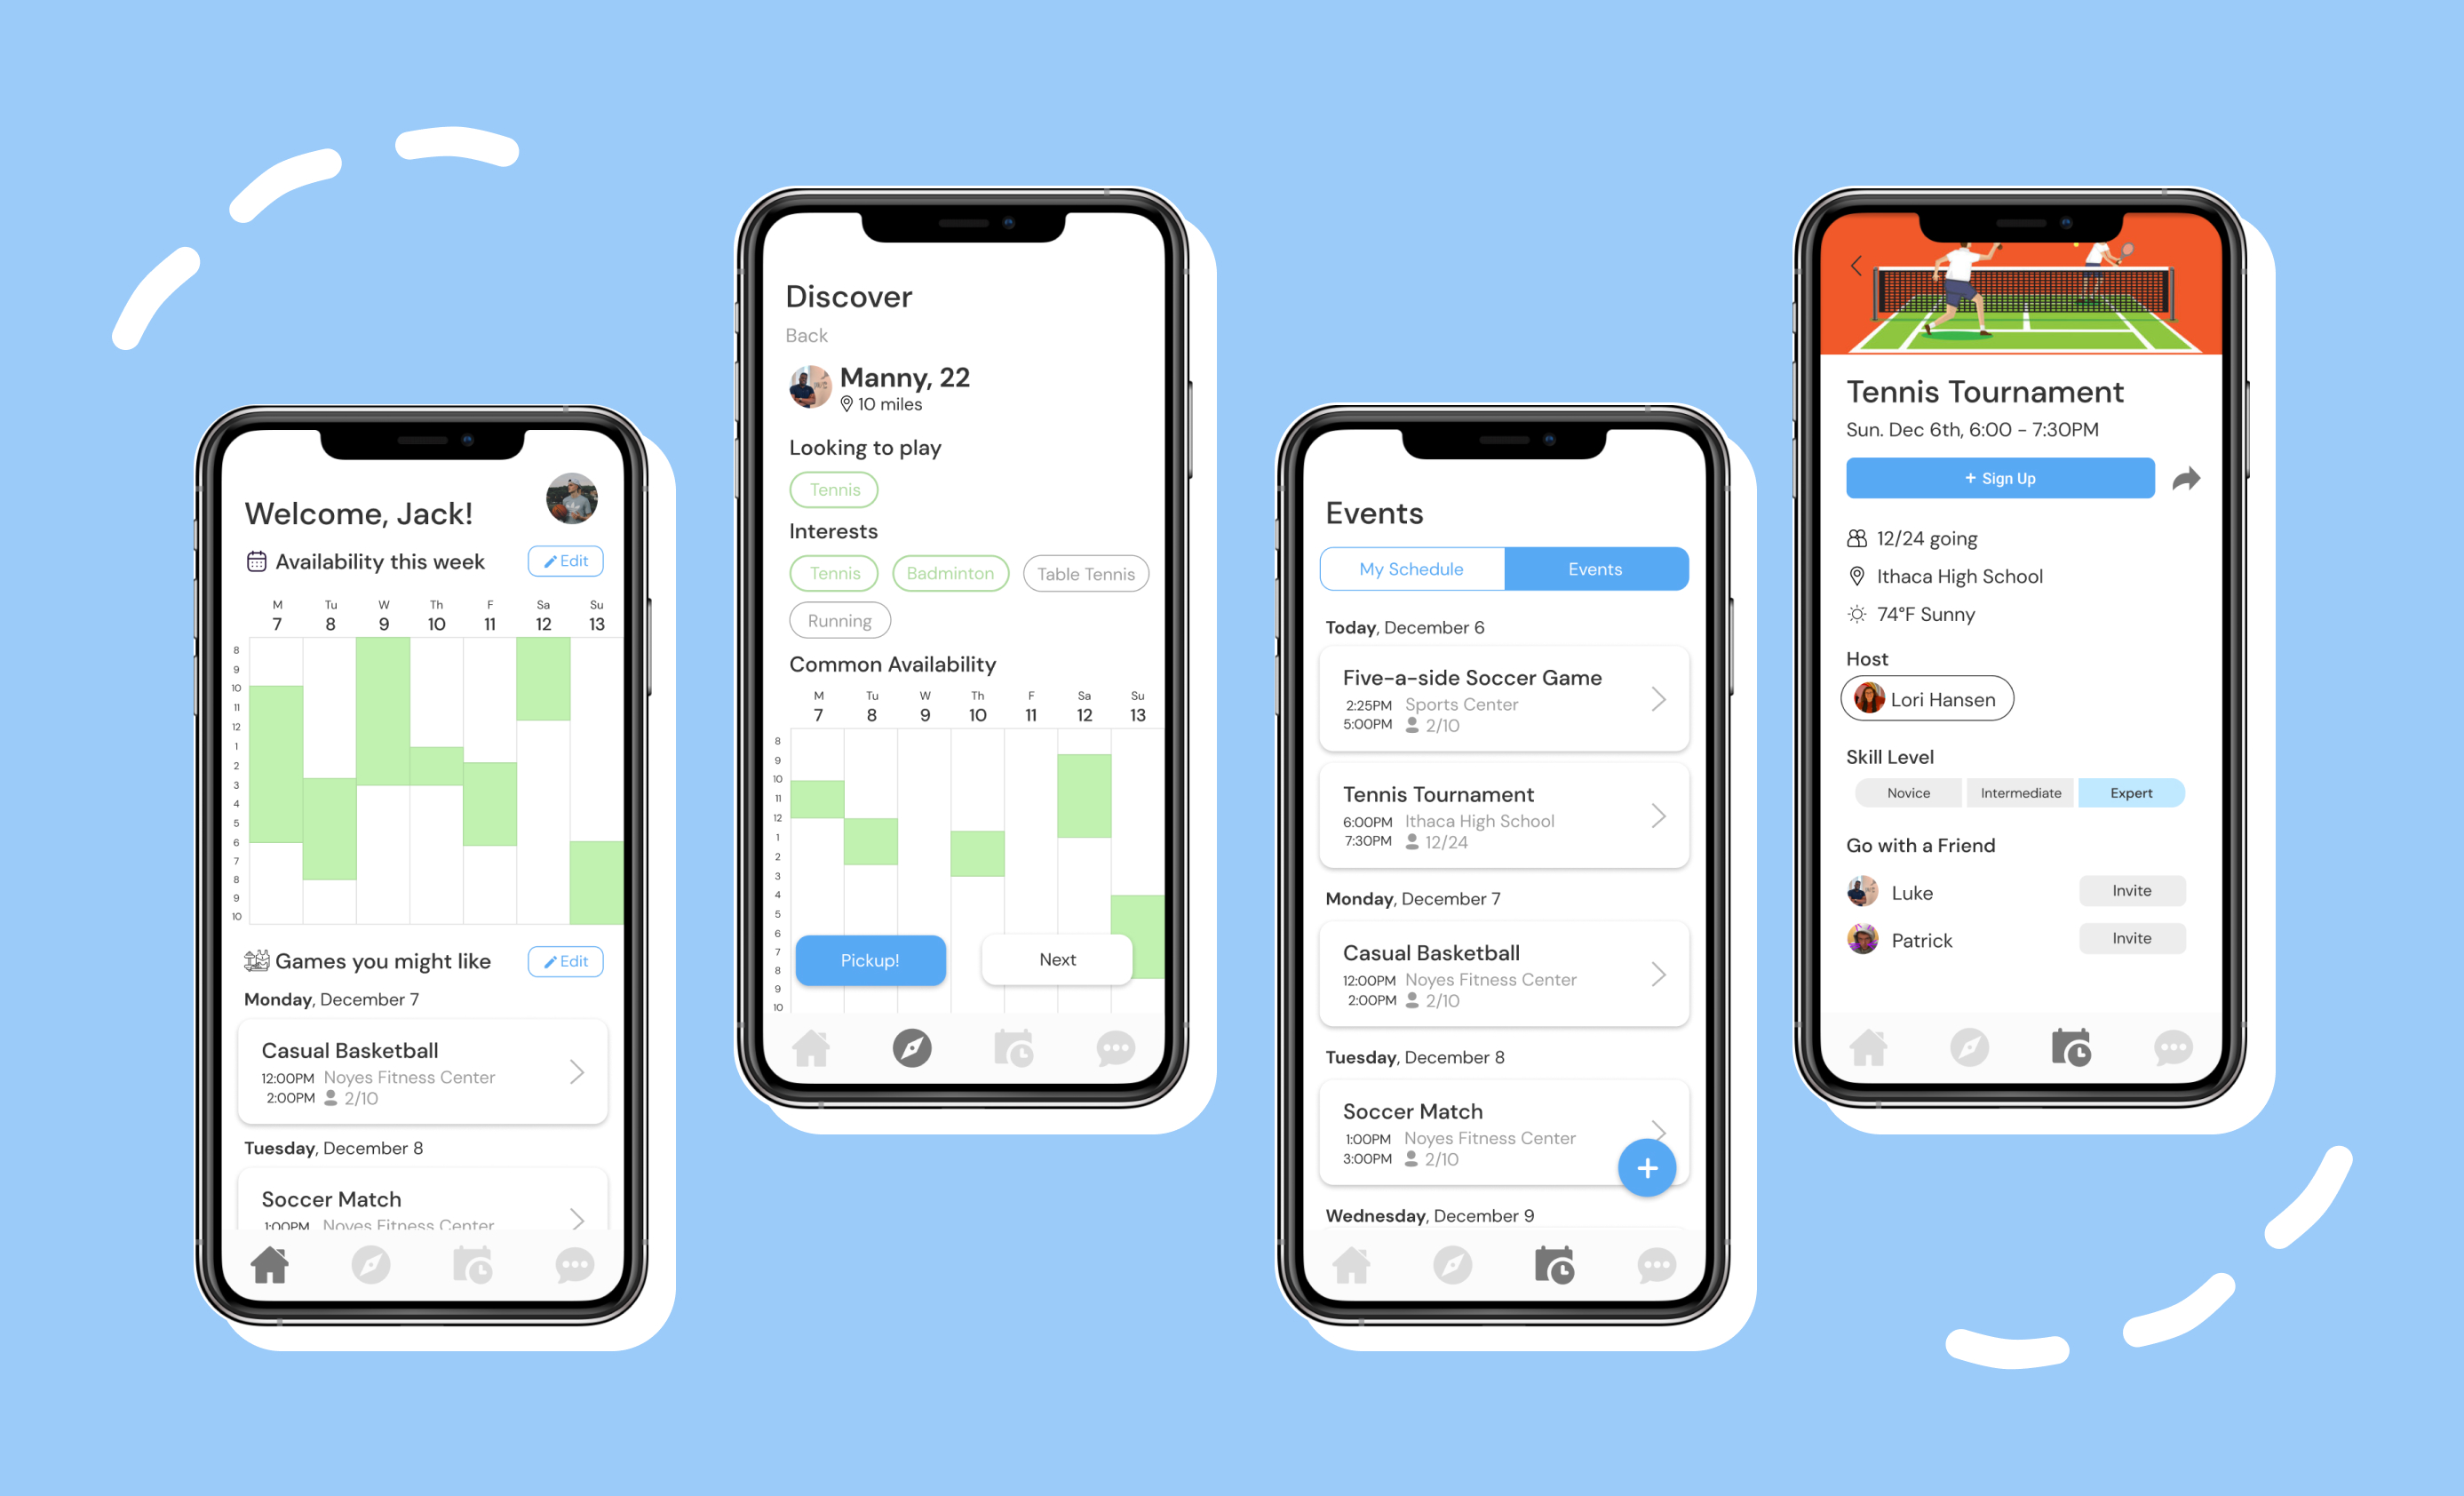 Welcome, Jack!
Availability this week
Edit
M Tu W Th F Sa Su
7 8 9 10 11 12 13
8
9
10
11
12
1
2
3
4
5
6
7
8
9
10
Games you might like
Edit
Monday, December 7
Casual Basketball
12:00PM Noyes Fitness Center
2:00PM 2/10
Tuesday, December 8
Soccer Match
1:00PM Noyes Fitness Center
Discover
Back
Manny, 22
10 miles
Looking to play
Tennis
Interests
Tennis Badminton Table Tennis
Running
Common Availability
M Tu W Th F Sa Su
7 8 9 10 11 12 13
8
9
10
11
12
1
2
3
4
5
6
7
8
9
10
Pickup! Next
Events
My Schedule Events
Today, December 6
Five-a-side Soccer Game
2:25PM Sports Center
5:00PM 2/10
Tennis Tournament
6:00PM Ithaca High School
7:30PM 12/24
Monday, December 7
Casual Basketball
12:00PM Noyes Fitness Center
2:00PM 2/10
Tuesday, December 8
Soccer Match
1:00PM Noyes Fitness Center
3:00PM 2/10
+
Wednesday, December 9
Tennis Tournament
Sun. Dec 6th, 6:00 - 7:30PM
+ Sign Up
12/24 going
Ithaca High School
74°F Sunny
Host
Lori Hansen
Skill Level
Novice Intermediate Expert
Go with a Friend
Luke Invite
Patrick Invite